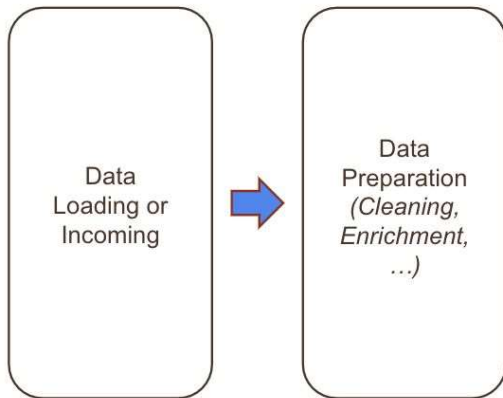 Data
Loading or
Incoming
Data
Preparation
(Cleaning,
Enrichment,
…)